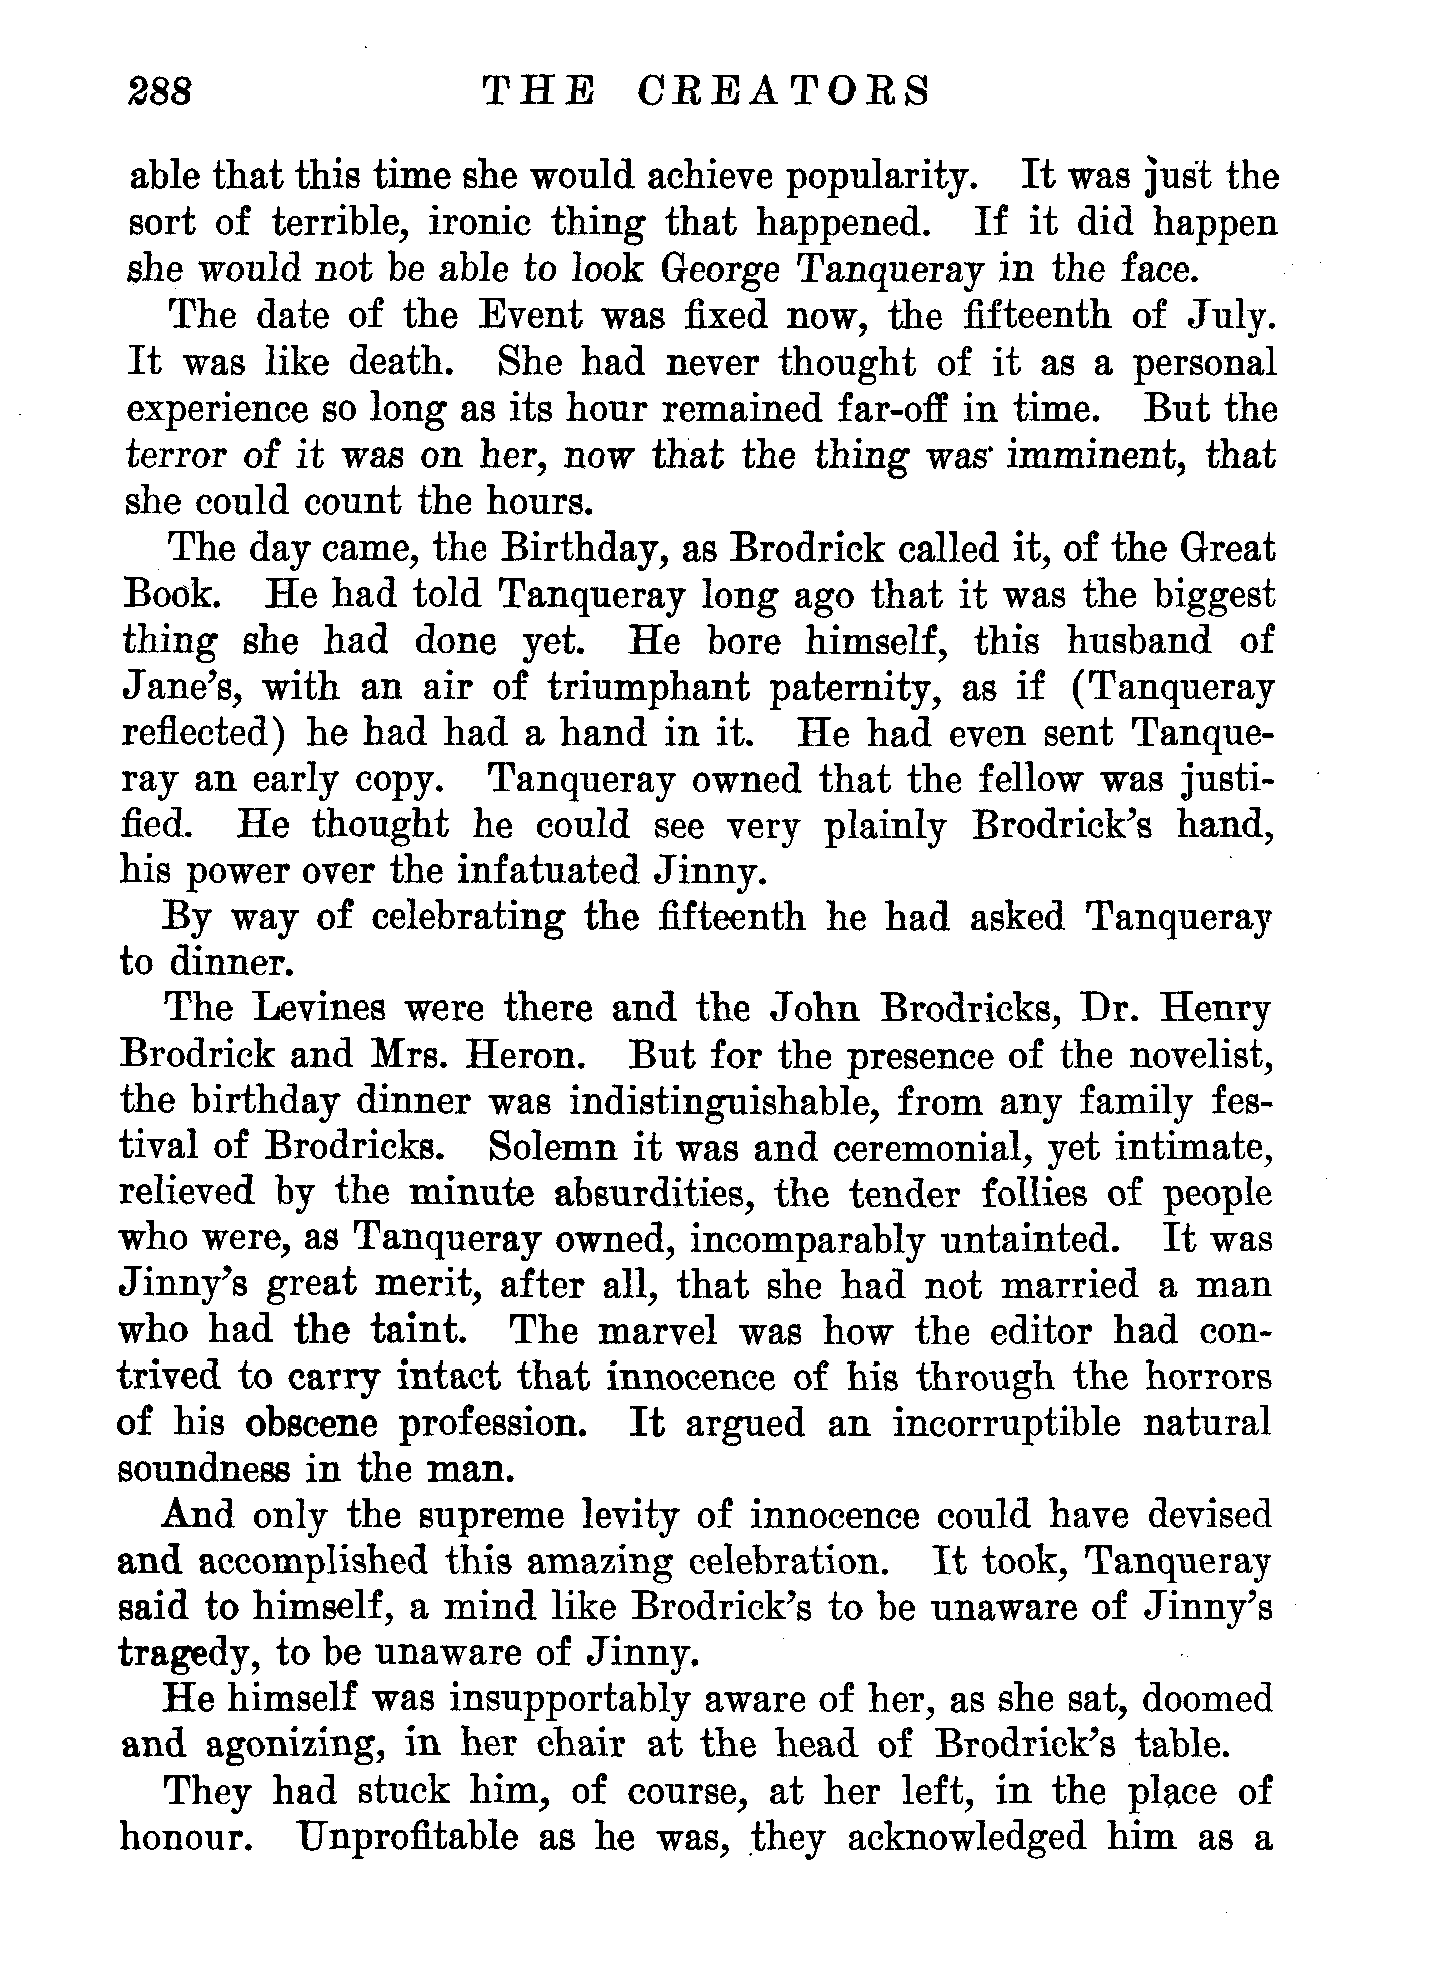 288 THE CREATORS
able that this time she would achieve popularity. It was just the
sort of terrible, ironic thing that happened. If it did happen
she would not be able to look George Tanqueray in the face.
The date of the Event was fixed now, the fifteenth of July.
It was like death. She had never thought of it as a personal
experience so long as its hour remained far-off in time. But the
terror of it was on her, now that the thing was imminent, that
she could count the hours.
The day came, the Birthday, as Brodrick called it, of the Great
Book. He had told Tanqueray long ago that it was the biggest
thing she had done yet. He bore himself, this husband of
Jane's, with an air of triumphant paternity, as if (Tanqueray
reflected) he had had a hand in it. He had even sent Tanque-
ray an early copy. Tanqueray owned that the fellow was justi-
fied. He thought he could see very plainly Brodrick's hand,
his power over the infatuated Jinny.
By way of celebrating the fifteenth he had asked Tanqueray
to dinner.
The Levines were there and the John Brodricks, Dr. Henry
Brodrick and Mrs. Heron. But for the presence of the novelist,
the birthday dinner was indistinguishable, from any family fes-
tival of Brodricks. Solemn it was and ceremonial, yet intimate,
relieved by the minute absurdities, the tender follies of people
who were, as Tanqueray owned, incomparably untainted. It was
Jinny's great merit, after all, that she had not married a man
who had the taint. The marvel was how the editor had con-
trived to carry intact that innocence of his through the horrors
of his obscene profession. It argued an incorruptible natural
soundness in the man.
And only the supreme levity of innocence could have devised
and accomplished this amazing celebration. It took, Tanqueray
said to himself, a mind like Brodrick's to be unaware of Jinny's
tragedy, to be unaware of Jinny.
He himself was insupportably aware of her, as she sat, doomed
and agonizing, in her chair at the head of Brodrick's table.
They had stuck him, of course, at her left, in the place of
honour. Unprofitable as he was, they acknowledged him as a